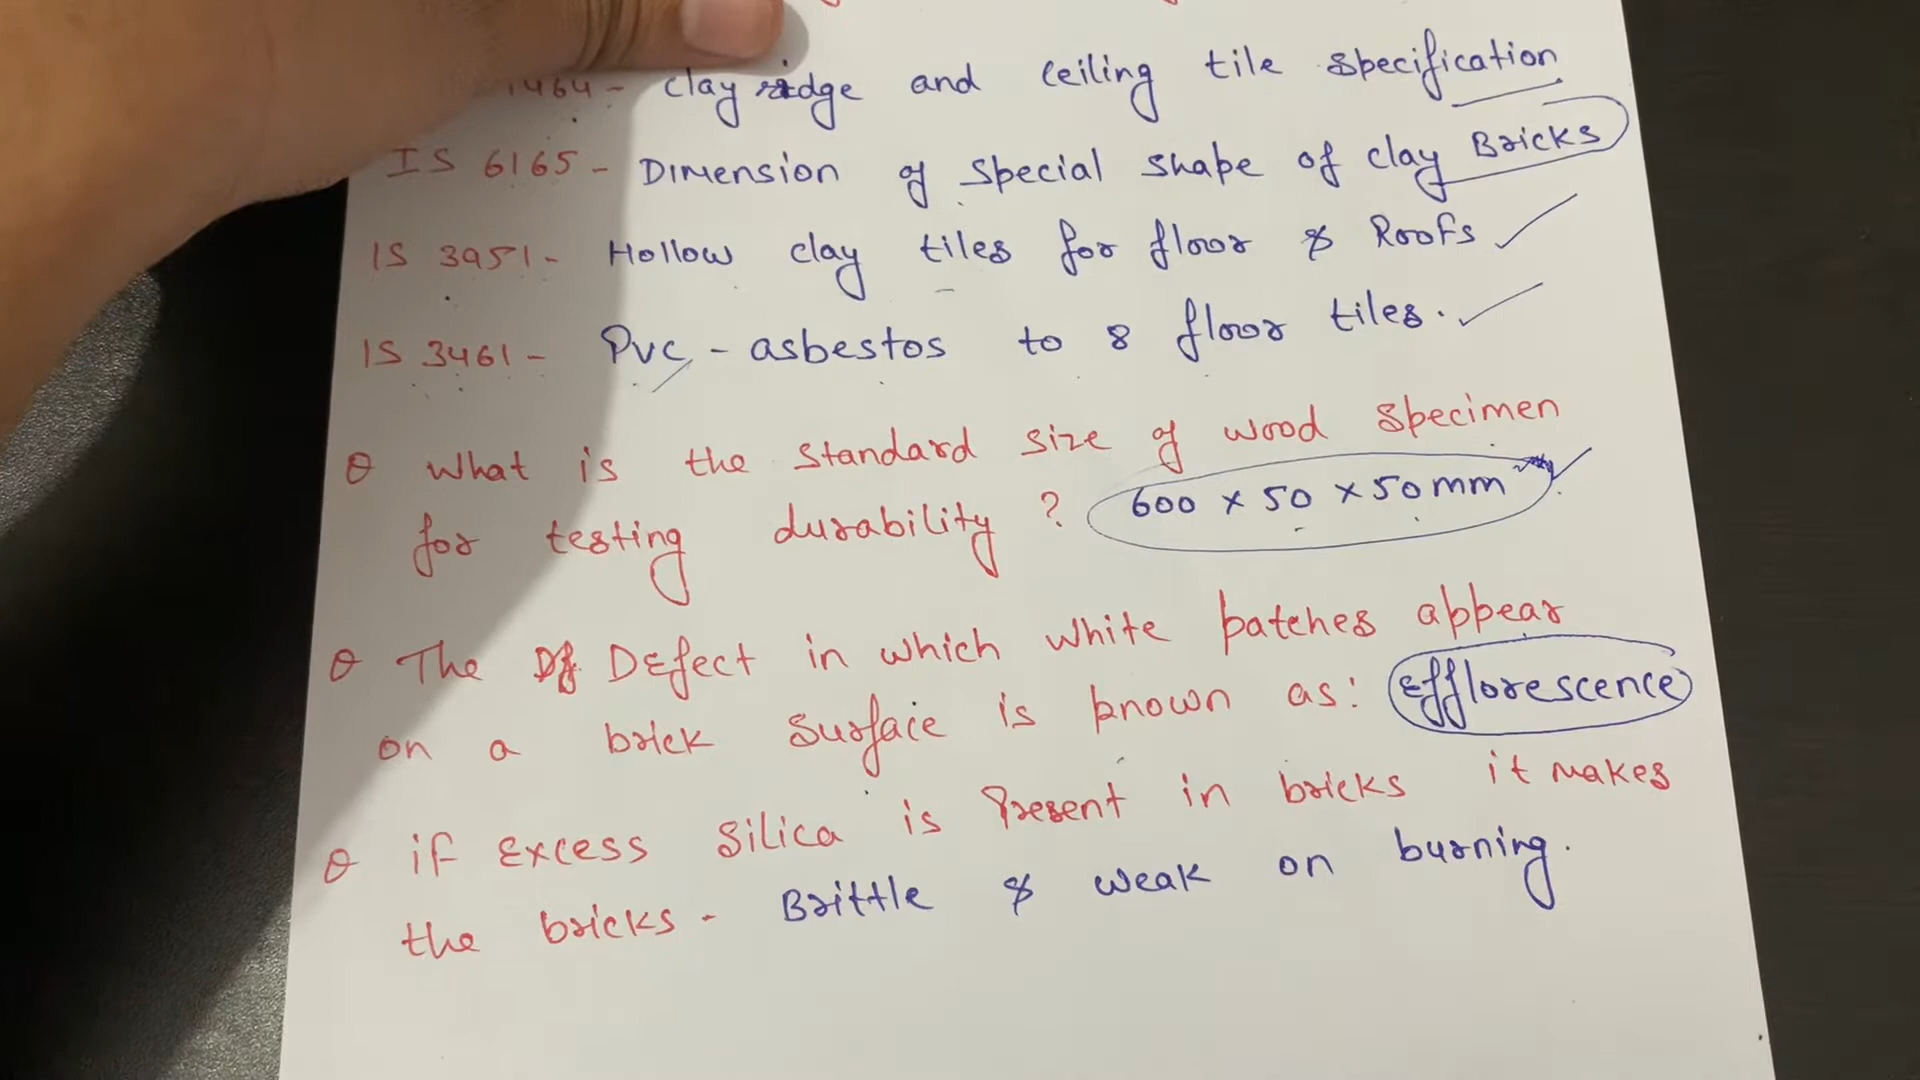 1464 - clay ridge and ceiling tile specification
IS 6165 - Dimension of special shape of clay Bricks
IS 3951 - Hollow clay tiles for floor & Roofs
IS 3461 - PVC - asbestos to 8 floor tiles.
θ What is the standard size of wood specimen
for testing durability ? 600 x 50 x 50 mm
θ The Defect in which white patches appear
on a brick surface is known as: Efflorescence
θ if Excess silica is Present in bricks it makes
the bricks - Brittle & weak on burning.